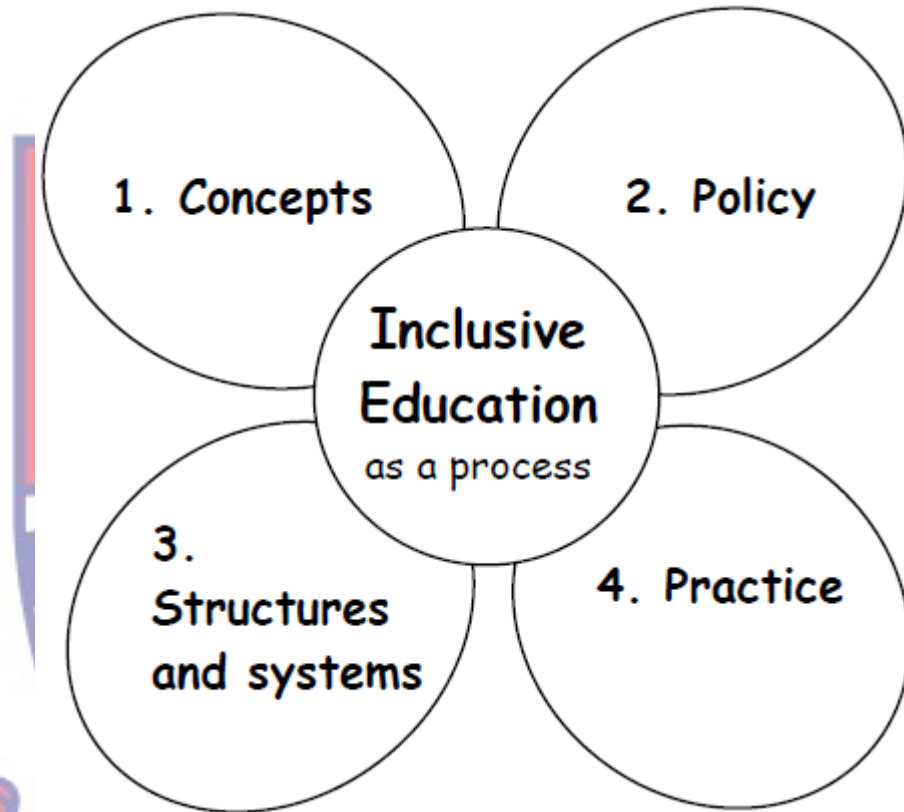 1. Concepts
2. Policy
Inclusive
Education
as a process
3.
Structures
and systems
4. Practice